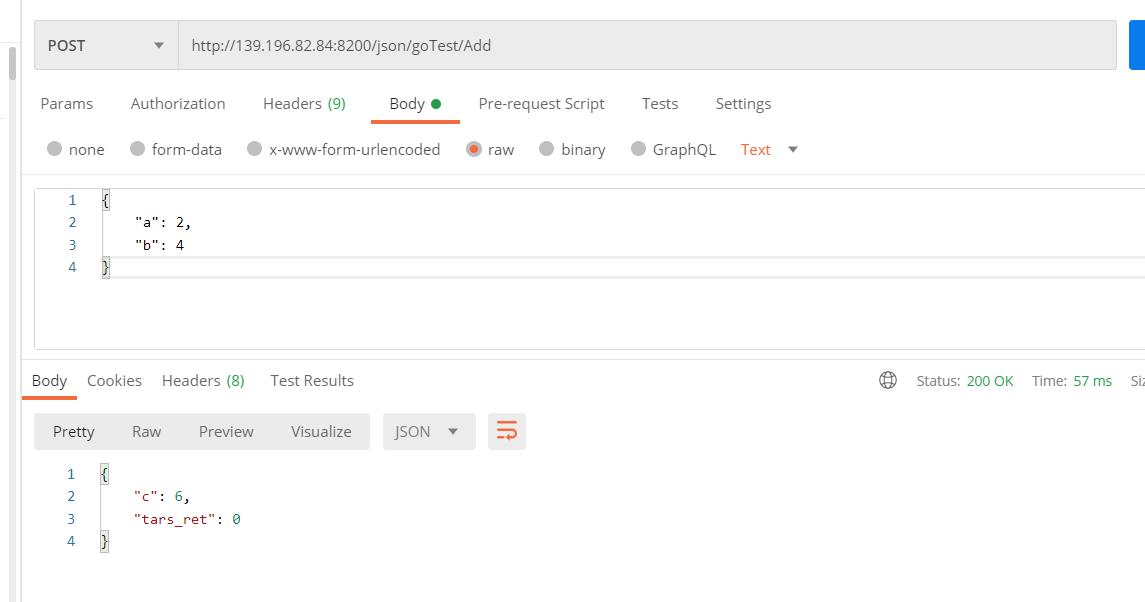 POST http://139.196.82.84:8200/json/goTest/Add
Params Authorization Headers (9) Body Pre-request Script Tests Settings
none form-data x-www-form-urlencoded raw binary GraphQL Text
1 {
2 "a": 2,
3 "b": 4
4 }
Body Cookies Headers (8) Test Results Status: 200 OK Time: 57 ms
Pretty Raw Preview Visualize JSON
1 {
2 "c": 6,
3 "tars_ret": 0
4 }